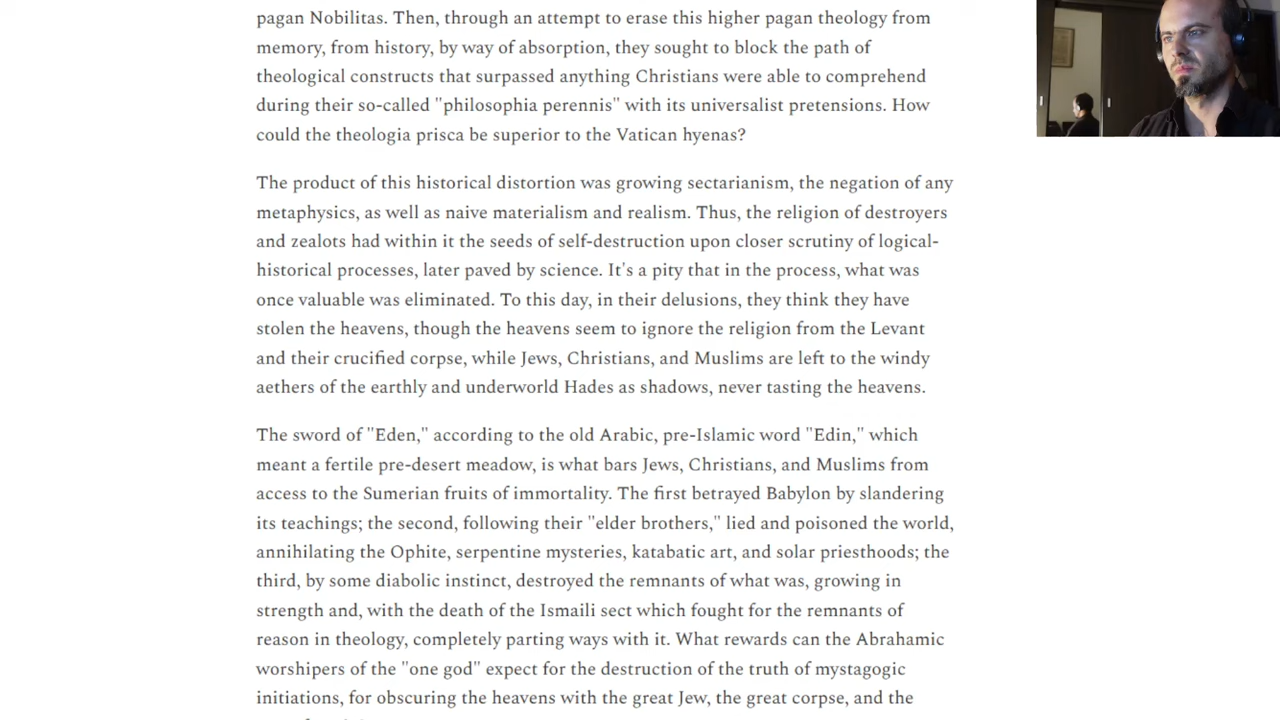 pagan Nobilitas. Then, through an attempt to erase this higher pagan theology from
memory, from history, by way of absorption, they sought to block the path of
theological constructs that surpassed anything Christians were able to comprehend
during their so-called "philosophia perennis" with its universalist pretensions. How
could the theologia prisca be superior to the Vatican hyenas?
The product of this historical distortion was growing sectarianism, the negation of any
metaphysics, as well as naive materialism and realism. Thus, the religion of destroyers
and zealots had within it the seeds of self-destruction upon closer scrutiny of logical-
historical processes, later paved by science. It's a pity that in the process, what was
once valuable was eliminated. To this day, in their delusions, they think they have
stolen the heavens, though the heavens seem to ignore the religion from the Levant
and their crucified corpse, while Jews, Christians, and Muslims are left to the windy
aethers of the earthly and underworld Hades as shadows, never tasting the heavens.
The sword of "Eden," according to the old Arabic, pre-Islamic word "Edin," which
meant a fertile pre-desert meadow, is what bars Jews, Christians, and Muslims from
access to the Sumerian fruits of immortality. The first betrayed Babylon by slandering
its teachings; the second, following their "elder brothers," lied and poisoned the world,
annihilating the Ophite, serpentine mysteries, katabatic art, and solar priesthoods; the
third, by some diabolic instinct, destroyed the remnants of what was, growing in
strength and, with the death of the Ismaili sect which fought for the remnants of
reason in theology, completely parting ways with it. What rewards can the Abrahamic
worshipers of the "one god" expect for the destruction of the truth of mystagogic
initiations, for obscuring the heavens with the great Jew, the great corpse, and the